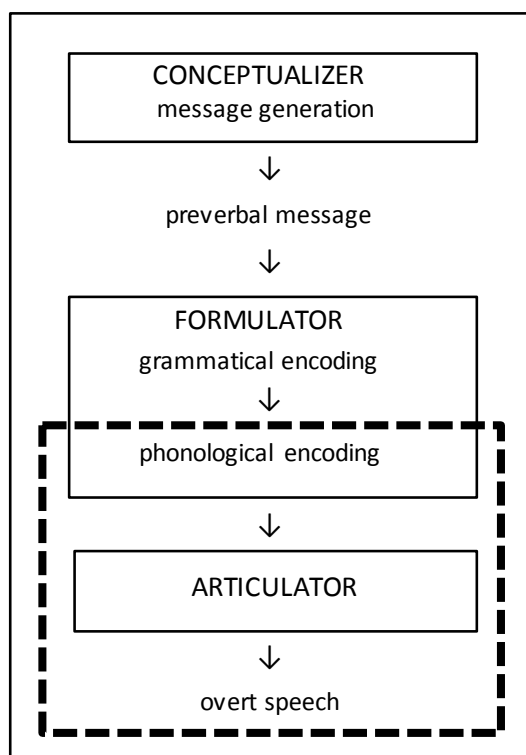 CONCEPTUALIZER
message generation
preverbal message
FORMULATOR
grammatical encoding
phonological encoding
ARTICULATOR
overt speech